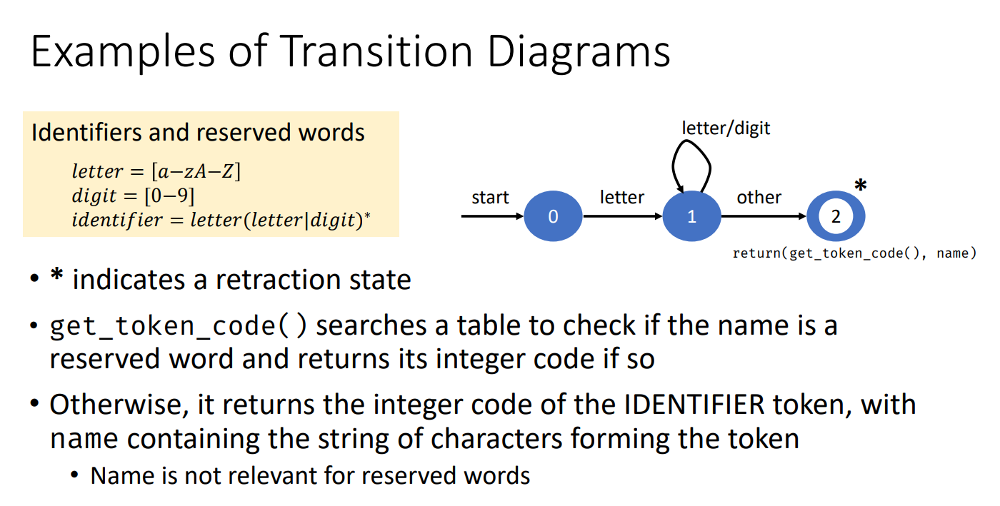 Examples of Transition Diagrams
Identifiers and reserved words
letter = [a−zA−Z]
digit = [0−9]
identifier = letter(letter|digit)*
letter/digit
start
letter
other
*
0
1
2
return(get_token_code(), name)
• * indicates a retraction state
• get_token_code() searches a table to check if the name is a
reserved word and returns its integer code if so
• Otherwise, it returns the integer code of the IDENTIFIER token, with
name containing the string of characters forming the token
• Name is not relevant for reserved words